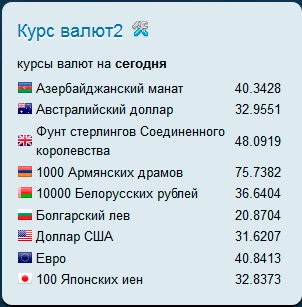 Курс валют2
курсы валют на сегодня
Азербайджанский манат 40.3428
Австралийский доллар 32.9551
Фунт стерлингов Соединенного
королевства 48.0919
1000 Армянских драмов 75.7382
10000 Белорусских рублей 36.6404
Болгарский лев 20.8704
Доллар США 31.6207
Евро 40.8413
100 Японских иен 32.8373